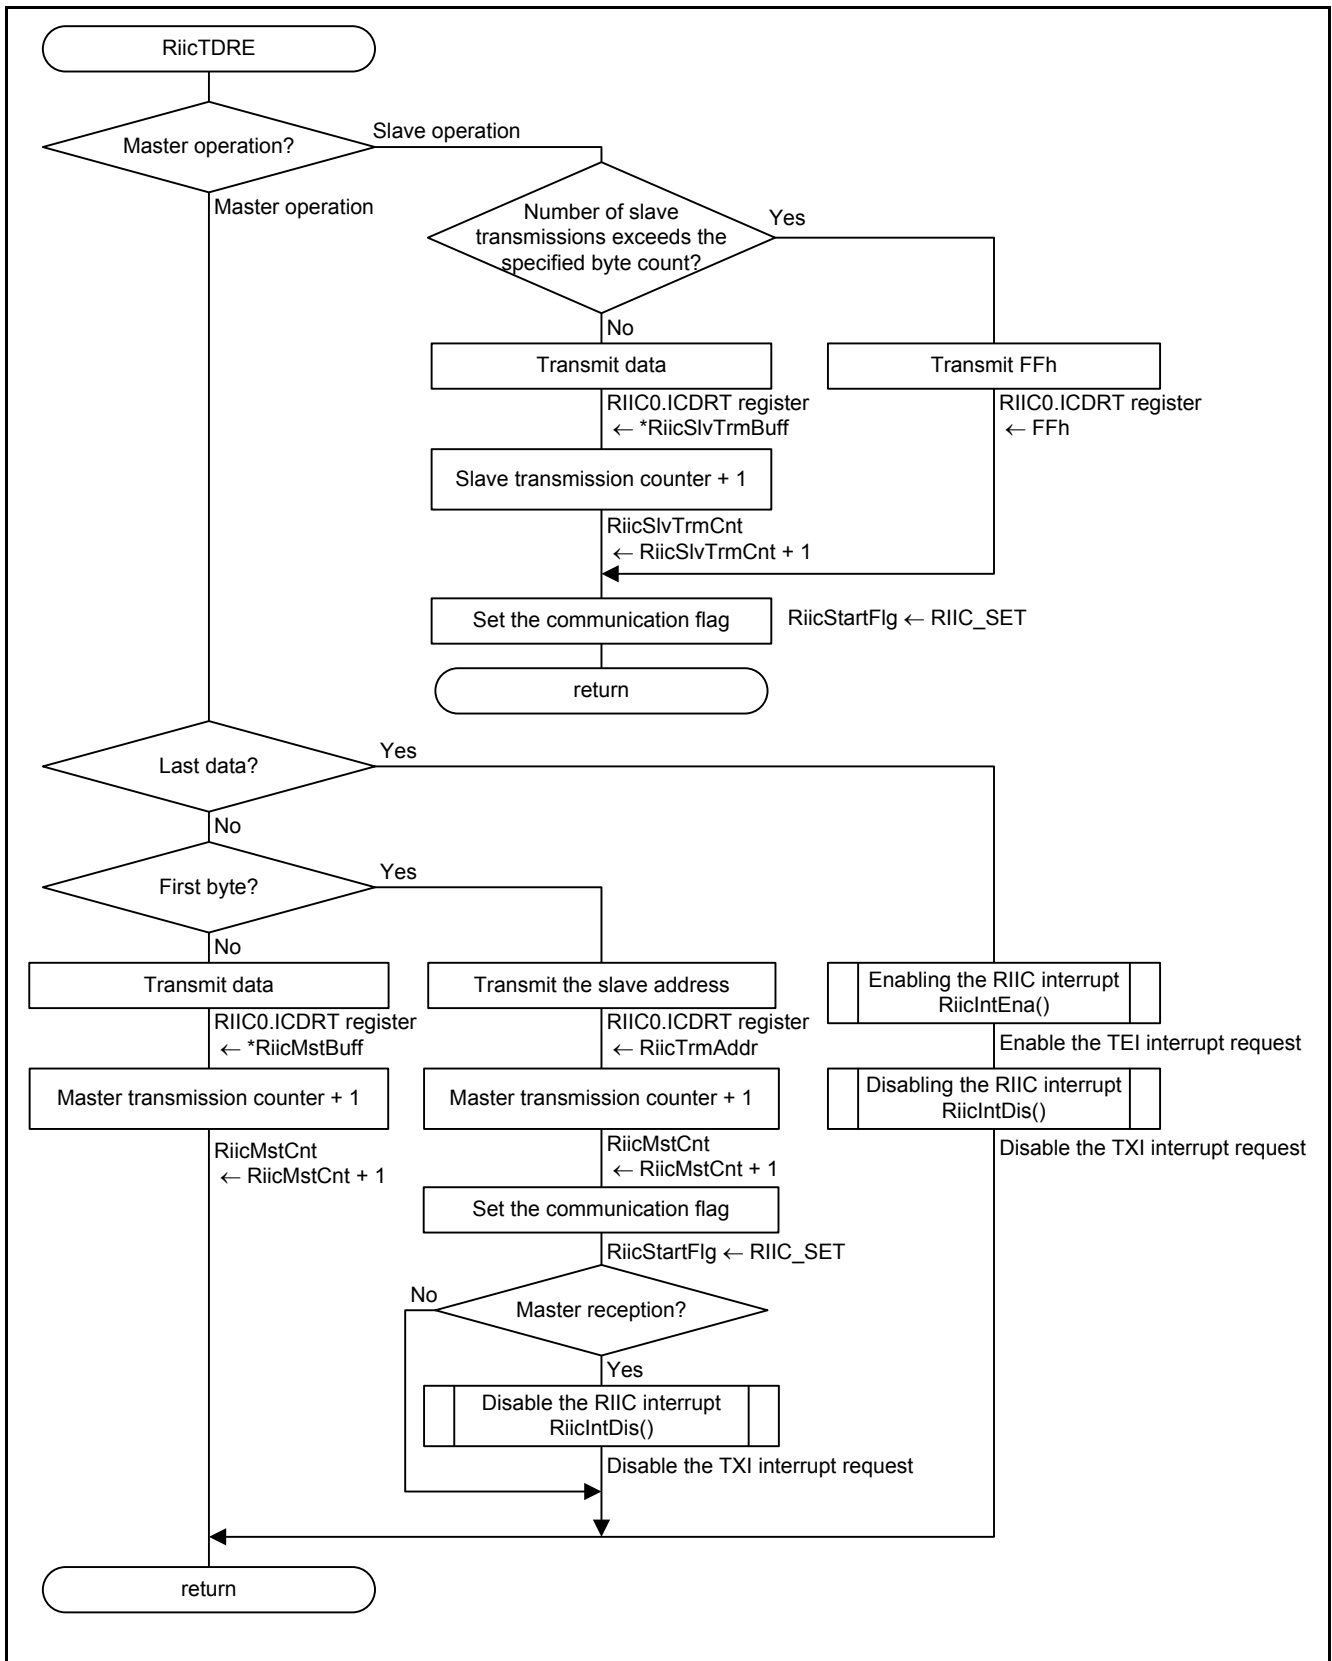 RiicTDRE
Master operation?
Slave operation
Master operation
Number of slave
transmissions exceeds the
specified byte count?
Yes
No
Transmit data
Transmit FFh
RIIC0.ICDRT register
← *RiicSlvTrmBuff
RIIC0.ICDRT register
← FFh
Slave transmission counter + 1
RiicSlvTrmCnt
← RiicSlvTrmCnt + 1
Set the communication flag
RiicStartFlg ← RIIC_SET
return
Last data?
Yes
No
First byte?
Yes
No
Transmit data
RIIC0.ICDRT register
← *RiicMstBuff
Master transmission counter + 1
RiicMstCnt
← RiicMstCnt + 1
Transmit the slave address
RIIC0.ICDRT register
← RiicTrmAddr
Master transmission counter + 1
RiicMstCnt
← RiicMstCnt + 1
Set the communication flag
RiicStartFlg ← RIIC_SET
No
Master reception?
Yes
Disable the RIIC interrupt
RiicIntDis()
Disable the TXI interrupt request
Enabling the RIIC interrupt
RiicIntEna()
Enable the TEI interrupt request
Disabling the RIIC interrupt
RiicIntDis()
Disable the TXI interrupt request
return